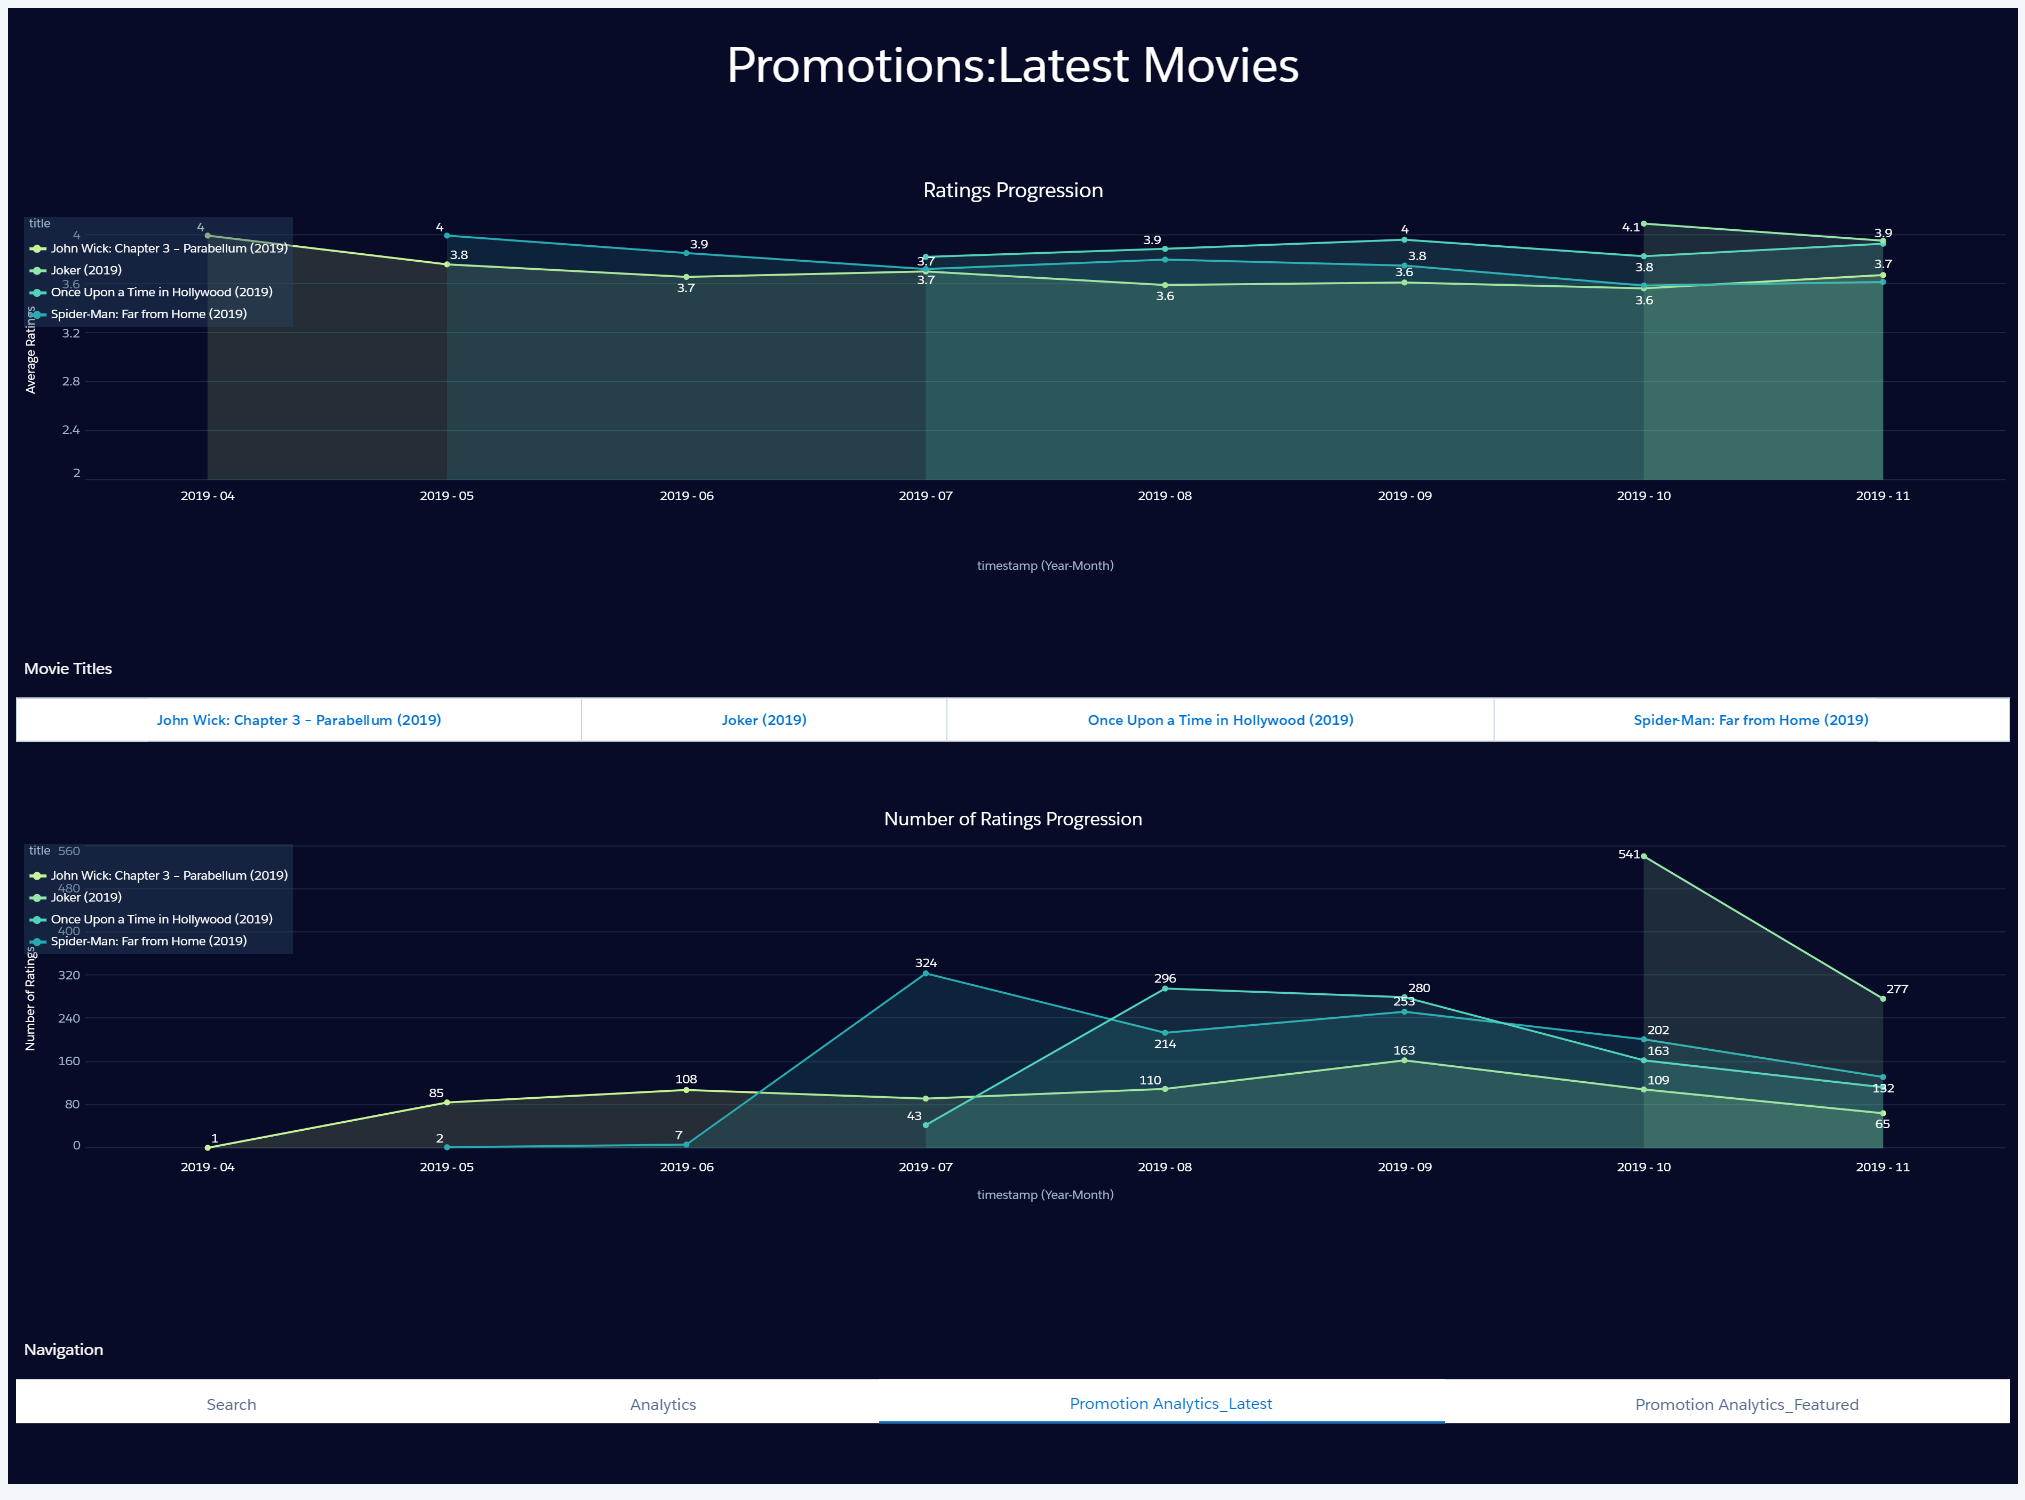 Promotions:Latest Movies
Ratings Progression
title
John Wick: Chapter 3 – Parabellum (2019)
Joker (2019)
Once Upon a Time in Hollywood (2019)
Spider-Man: Far from Home (2019)
Average Ratings
4
3.6
3.2
2.8
2.4
2
4
4
3.8
3.9
3.7
3.7
3.7
3.9
3.6
4
3.8
3.6
4.1
3.8
3.6
3.9
3.7
2019 - 04
2019 - 05
2019 - 06
2019 - 07
2019 - 08
2019 - 09
2019 - 10
2019 - 11
timestamp (Year-Month)
Movie Titles
John Wick: Chapter 3 – Parabellum (2019)
Joker (2019)
Once Upon a Time in Hollywood (2019)
Spider-Man: Far from Home (2019)
Number of Ratings Progression
title
John Wick: Chapter 3 – Parabellum (2019)
Joker (2019)
Once Upon a Time in Hollywood (2019)
Spider-Man: Far from Home (2019)
Number of Ratings
560
480
400
320
240
160
80
0
1
85
2
108
7
324
43
296
214
110
280
253
163
541
202
163
109
277
132
65
2019 - 04
2019 - 05
2019 - 06
2019 - 07
2019 - 08
2019 - 09
2019 - 10
2019 - 11
timestamp (Year-Month)
Navigation
Search
Analytics
Promotion Analytics_Latest
Promotion Analytics_Featured